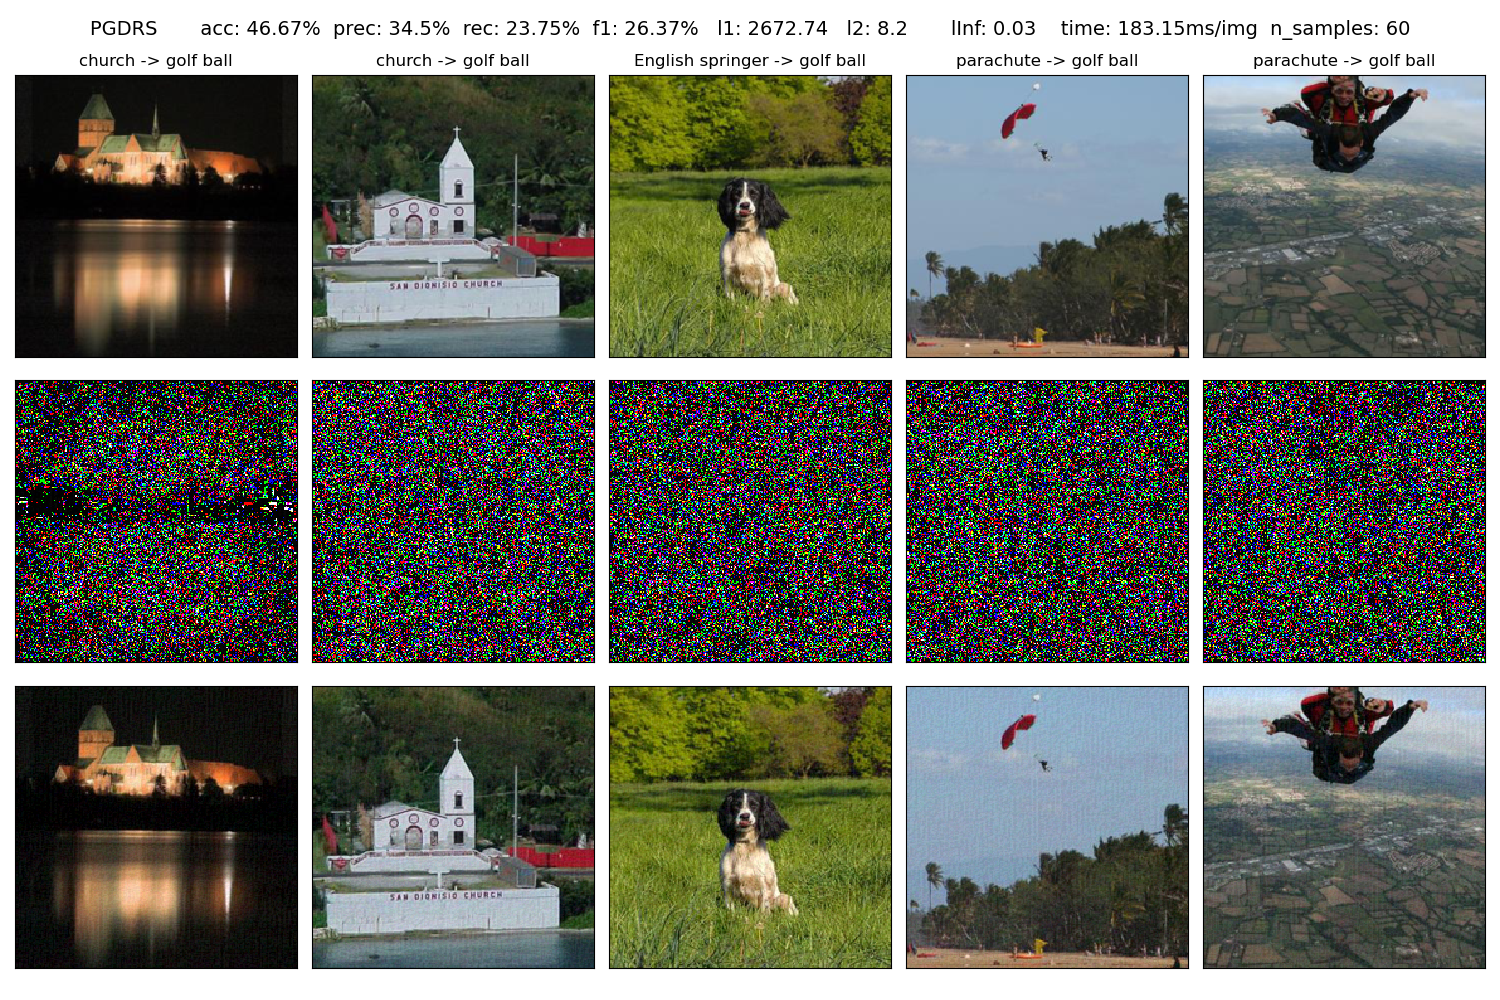 PGDRS acc: 46.67% prec: 34.5% rec: 23.75% f1: 26.37% l1: 2672.74 l2: 8.2 lInf: 0.03 time: 183.15ms/img n_samples: 60
church -> golf ball
church -> golf ball
English springer -> golf ball
parachute -> golf ball
parachute -> golf ball
SAN DIONISIO CHURCH
SAN DIONISIO CHURCH